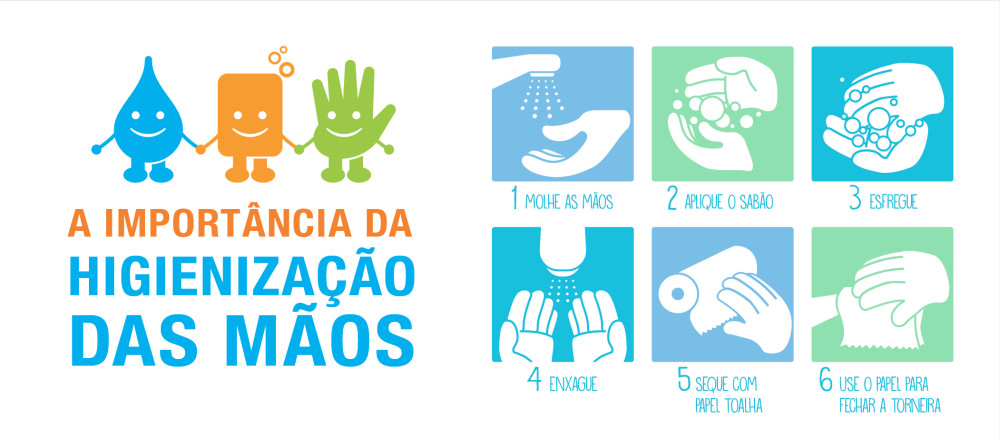 A IMPORTÂNCIA DA
HIGIENIZAÇÃO
DAS MÃOS
1 MOLHE AS MÃOS
2 APLIQUE O SABÃO
3 ESFREGUE
4 ENXAGUE
5 SEQUE COM
PAPEL TOALHA
6 USE O PAPEL PARA
FECHAR A TORNEIRA